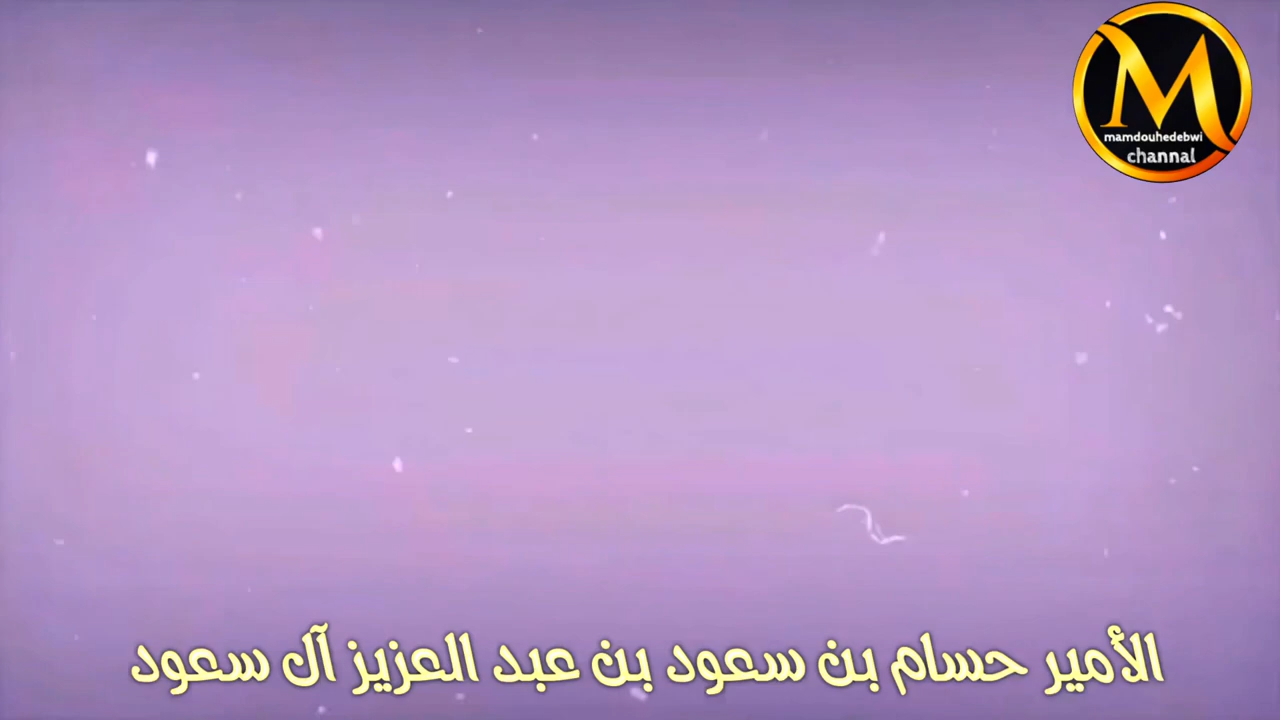 mamdouhedebwi
channal
الأمير حسام بن سعود بن عبد العزيز آل سعود